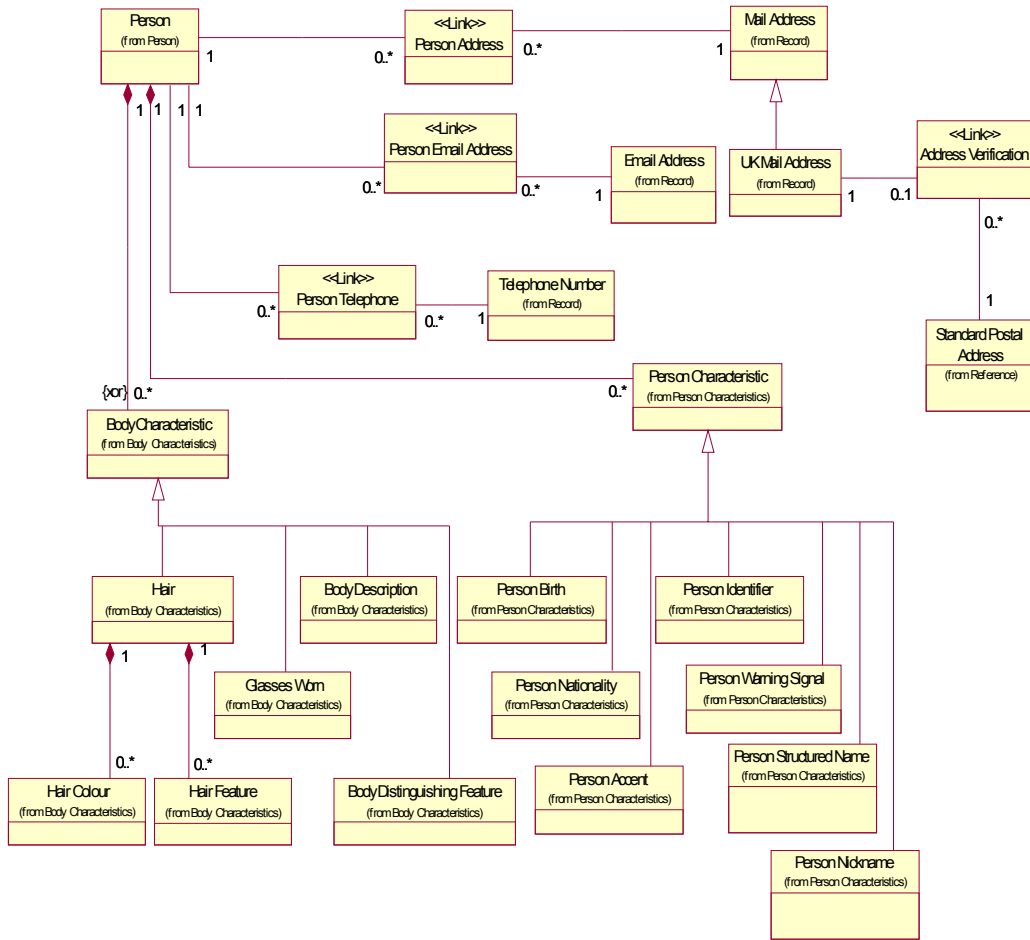 Person
(from Person)
<<Link>>
Person Address
Mail Address
(from Record)
1
0..*
0..*
1
1
1
1
1
<<Link>>
Person Email Address
0..*
0..*
Email Address
(from Record)
1
UK Mail Address
(from Record)
1
0..1
<<Link>>
Address Verification
0..*
1
Standard Postal
Address
(from Reference)
<<Link>>
Person Telephone
0..*
0..*
Telephone Number
(from Record)
1
{xor}
0..*
Body Characteristic
(from Body Characteristics)
0..*
Person Characteristic
(from Person Characteristics)
Hair
(from Body Characteristics)
1
1
Body Description
(from Body Characteristics)
Person Birth
(from Person Characteristics)
Person Identifier
(from Person Characteristics)
Glasses Worn
(from Body Characteristics)
Person Nationality
(from Person Characteristics)
Person Warning Signal
(from Person Characteristics)
0..*
0..*
Hair Colour
(from Body Characteristics)
Hair Feature
(from Body Characteristics)
Body Distinguishing Feature
(from Body Characteristics)
Person Accent
(from Person Characteristics)
Person Structured Name
(from Person Characteristics)
Person Nickname
(from Person Characteristics)